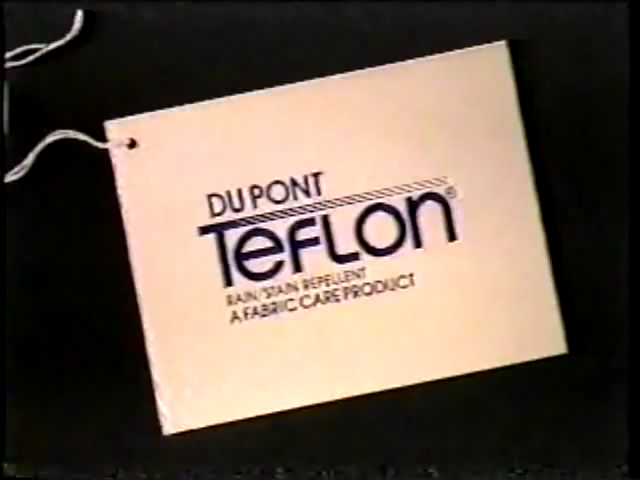 DU PONT
TEFLON®
RAIN/STAIN REPELLENT
A FABRIC CARE PRODUCT